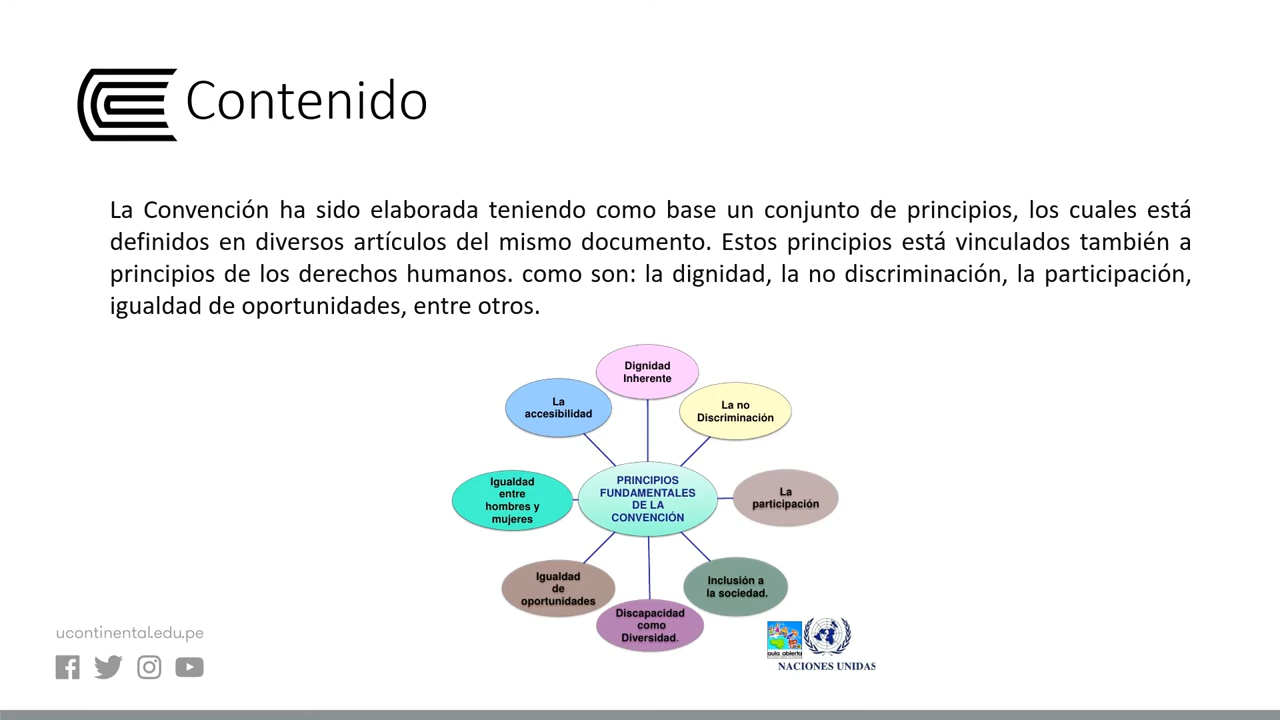 Contenido
La Convención ha sido elaborada teniendo como base un conjunto de principios, los cuales está
definidos en diversos artículos del mismo documento. Estos principios está vinculados también a
principios de los derechos humanos. como son: la dignidad, la no discriminación, la participación,
igualdad de oportunidades, entre otros.
Dignidad
Inherente
La
accesibilidad
La no
Discriminación
Igualdad
entre
hombres y
mujeres
PRINCIPIOS
FUNDAMENTALES
DE LA
CONVENCIÓN
La
participación
Igualdad
de
oportunidades
Inclusión a
la sociedad.
Discapacidad
como
Diversidad.
aula abierta
NACIONES UNIDAS
ucontinental.edu.pe